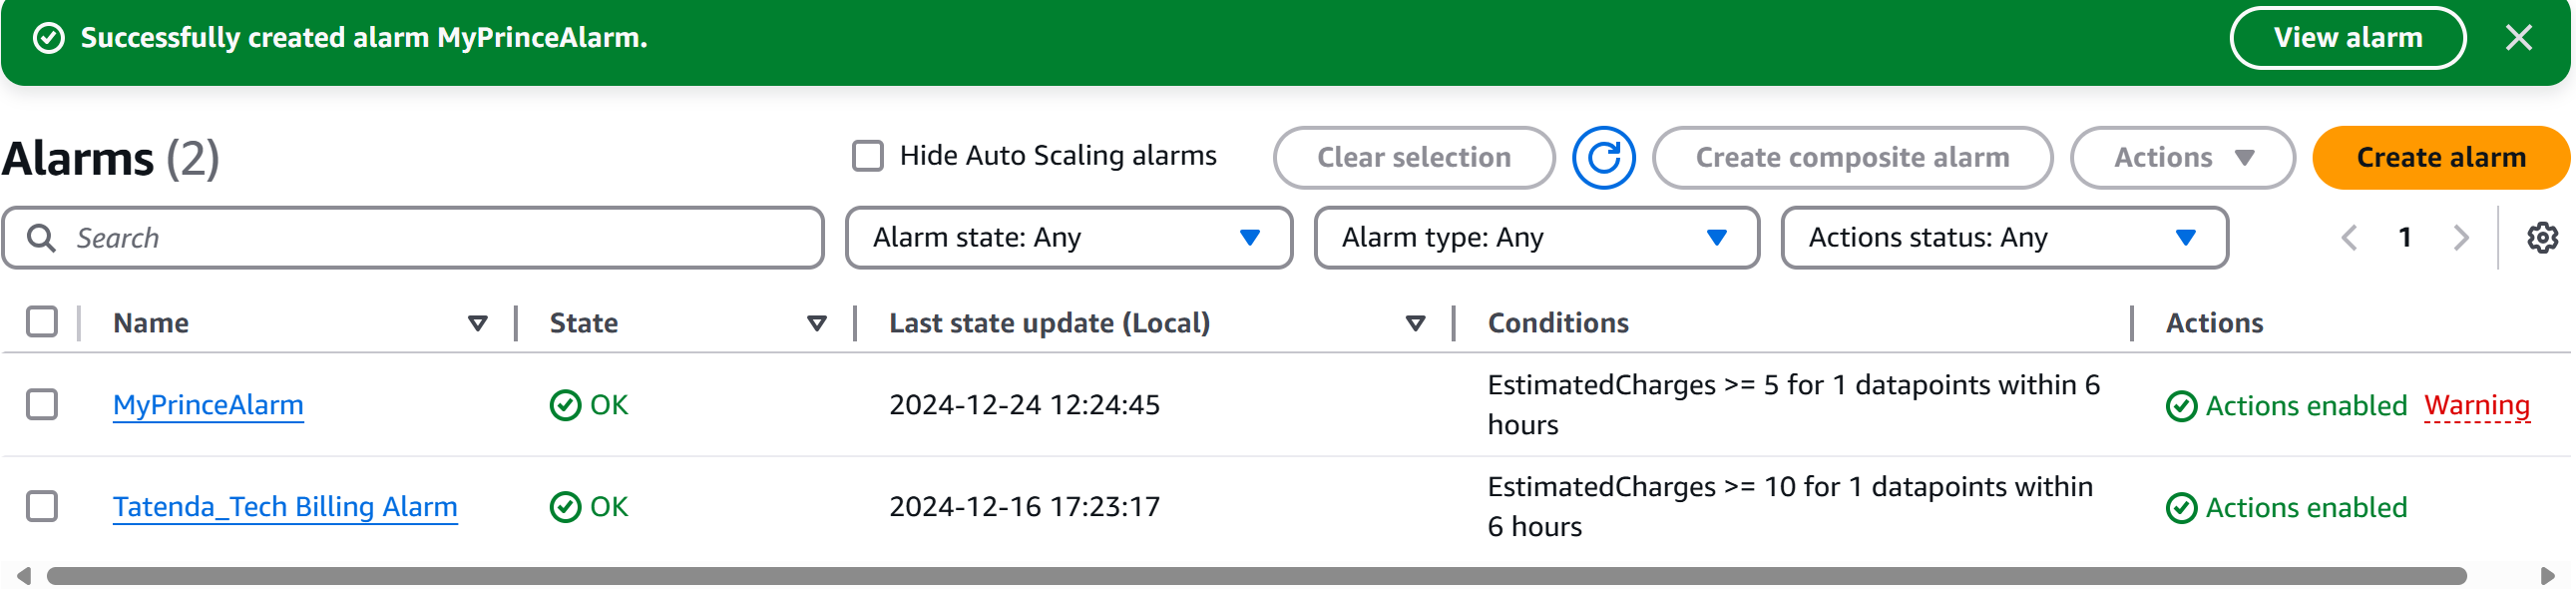 Successfully created alarm MyPrinceAlarm.
View alarm
Alarms (2)
Hide Auto Scaling alarms
Clear selection
Create composite alarm
Actions
Create alarm
Search
Alarm state: Any
Alarm type: Any
Actions status: Any
1
Name
State
Last state update (Local)
Conditions
Actions
MyPrinceAlarm
OK
2024-12-24 12:24:45
EstimatedCharges >= 5 for 1 datapoints within 6
hours
Actions enabled
Warning
Tatenda_Tech Billing Alarm
OK
2024-12-16 17:23:17
EstimatedCharges >= 10 for 1 datapoints within
6 hours
Actions enabled